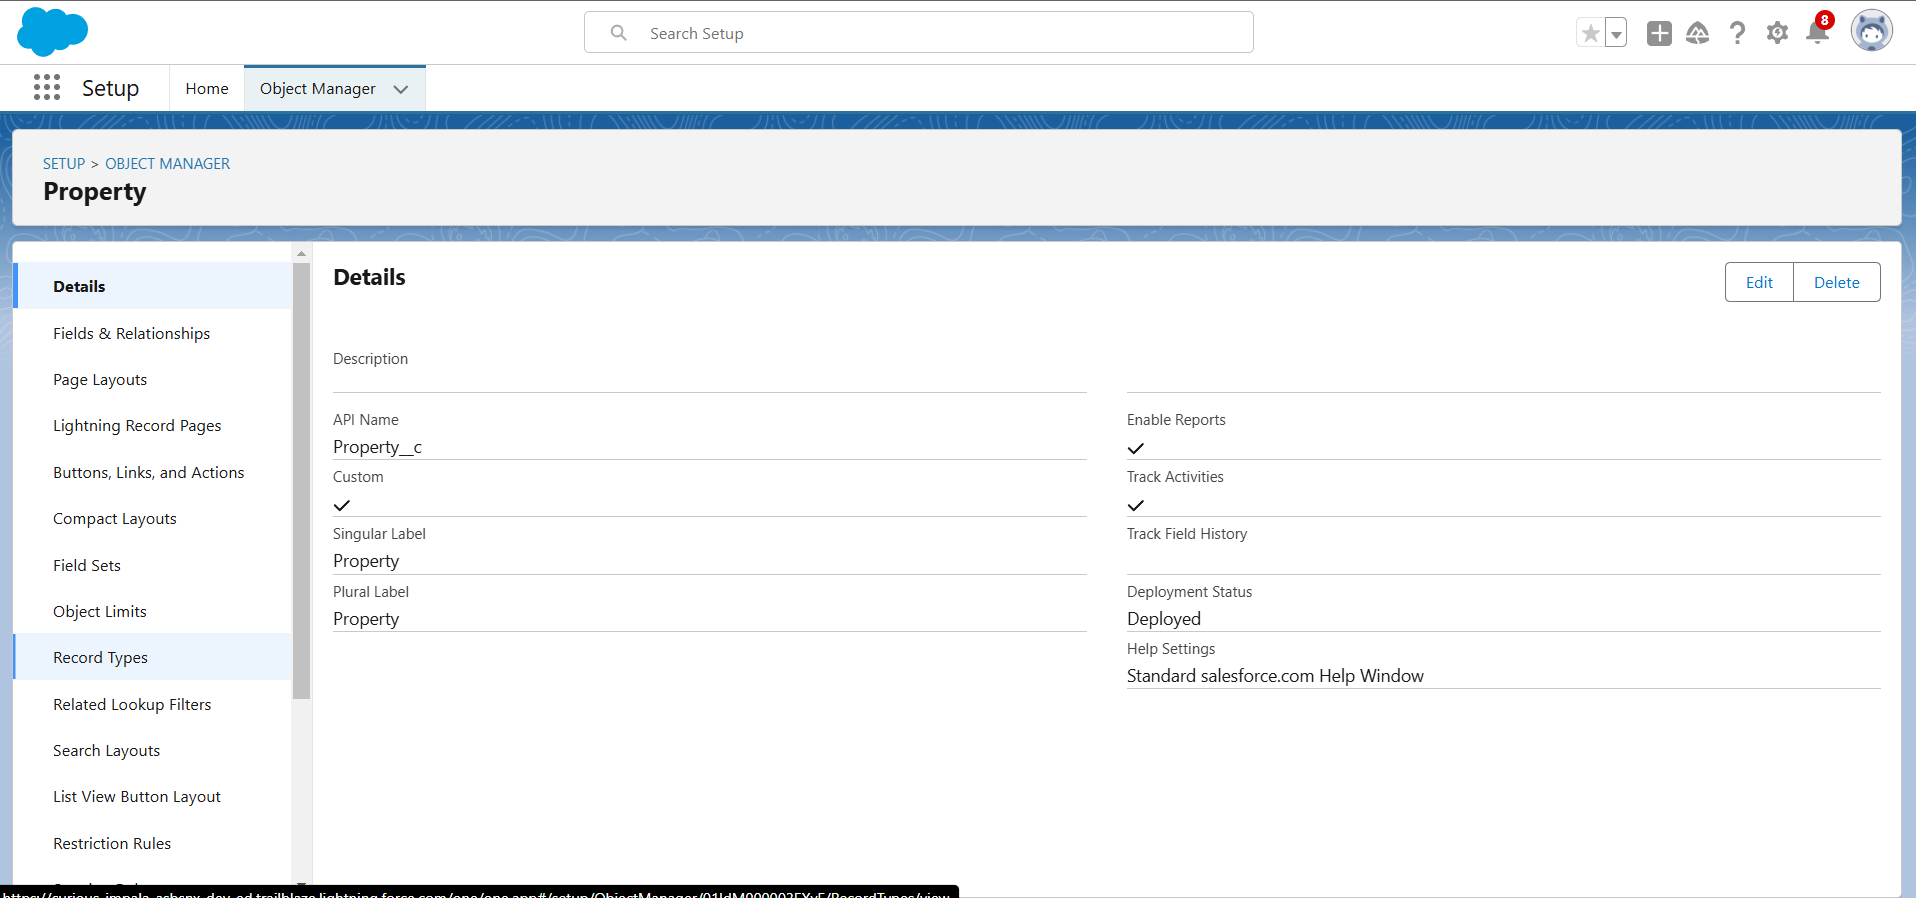 Search Setup
8
Setup
Home
Object Manager
SETUP > OBJECT MANAGER
Property
Details
Fields & Relationships
Page Layouts
Lightning Record Pages
Buttons, Links, and Actions
Compact Layouts
Field Sets
Object Limits
Record Types
Related Lookup Filters
Search Layouts
List View Button Layout
Restriction Rules
Details
Edit
Delete
Description
API Name
Property__c
Enable Reports
Custom
Track Activities
Singular Label
Property
Track Field History
Plural Label
Property
Deployment Status
Deployed
Help Settings
Standard salesforce.com Help Window